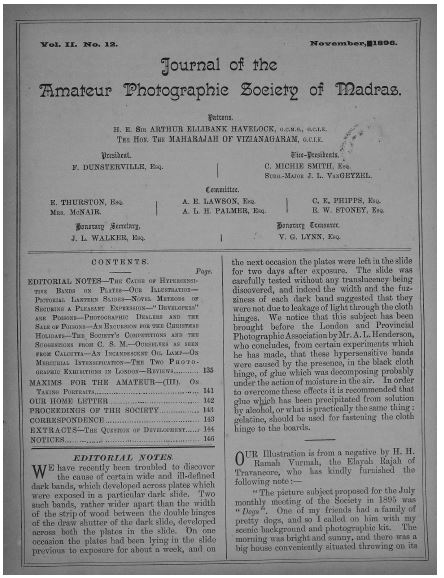 Vol. II. No. 12.
November, 1896.
Journal of the
Amateur Photographic Society of Madras.
Patrons.
H. E. Sir ARTHUR ELLIBANK HAVELOCK, G.C.M.G., G.C.I.E.
The Hon. The MAHARAJAH OF VIZIANAGARAM, G.C.I.E.
President.
F. DUNSTERVILLE, Esq.
Vice-Presidents.
C. MICHIE SMITH, Esq.
Surg.-Major J. L. VanGEYZEL.
Committee.
E. THURSTON, Esq.
Mrs. McNAIR.
A. E. LAWSON, Esq.
A. L. H. PALMER, Esq.
C. E. PHIPPS, Esq.
E. W. STONEY, Esq.
Honorary Secretary,
J. L. WALKER, Esq.
Honorary Treasurer.
V. G. LYNN, Esq.
CONTENTS.
Page.
EDITORIAL NOTES—The Cause of Hypersensi-
tive Bands on Plates—Our Illustration—
Pictorial Lantern Slides—Novel Methods of
Securing a Pleasant Expression—"Developers"
are Poisons—Photographic Dealers and the
Sale of Poisons—An Excursion for the Christmas
Holidays—The Society's Conventions and the
Suggestions from C. S. M.—Ourselves as seen
from Calcutta—An Incandescent Oil Lamp—On
Mercurial Intensification—The Two Photo-
graphic Exhibitions in London—Reviews 135
MAXIMS FOR THE AMATEUR—(III). On
Taking Portraits 141
OUR HOME LETTER 142
PROCEEDINGS OF THE SOCIETY 143
CORRESPONDENCE 143
EXTRACTS—The Question of Development 144
NOTICES 146
EDITORIAL NOTES.
WE have recently been troubled to discover
the cause of certain wide and ill-defined
dark bands, which developed across plates which
were exposed in a particular dark slide. Two
such bands, rather wider apart than the width
of the strip of wood between the double hinges
of the draw shutter of the dark slide, developed
across both the plates in the slide. On one
occasion the plates had been lying in the slide
previous to exposure for about a week, and on
the next occasion the plates were left in the slide
for two days after exposure. The slide was
carefully tested without any translucency being
discovered, and indeed the width and the fuz-
ziness of each dark band suggested that they
were not due to leakage of light through the cloth
hinges. We notice that this subject has been
brought before the London and Provincial
Photographic Association by Mr. A. L. Henderson,
who concludes, from certain experiments which
he has made, that these hypersensitive bands
were caused by the presence, in the black cloth
hinge, of glue which was decomposing probably
under the action of moisture in the air. In order
to overcome these effects it is recommended that
glue which has been precipitated from solution
by alcohol, or what is practically the same thing:
gelatine, should be used for fastening the cloth
hinge to the boards.
OUR Illustration is from a negative by H. H.
Ramah Vurmah, the Elayah Rajah of
Travancore, who has kindly furnished the
following note:—
"The picture subject proposed for the July
monthly meeting of the Society in 1895 was
"Dogs". One of my friends had a family of
pretty dogs, and so I called on him with my
scenic background and photographic kit. The
morning was bright and sunny, and there was a
big house conveniently situated throwing on its